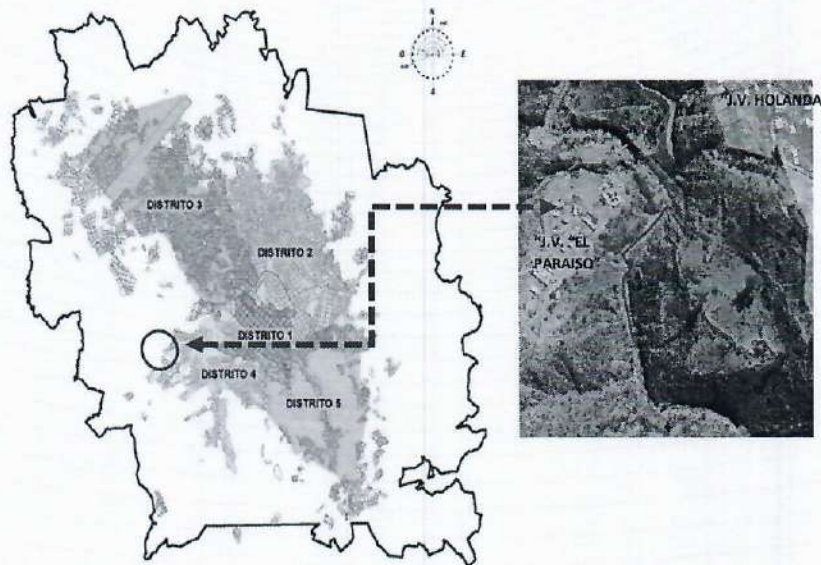 N
O
E
S
"J.V. HOLANDA
DISTRITO 3
DISTRITO 2
"J.V. "EL
PARAISO"
DISTRITO 1
DISTRITO 4
DISTRITO 5